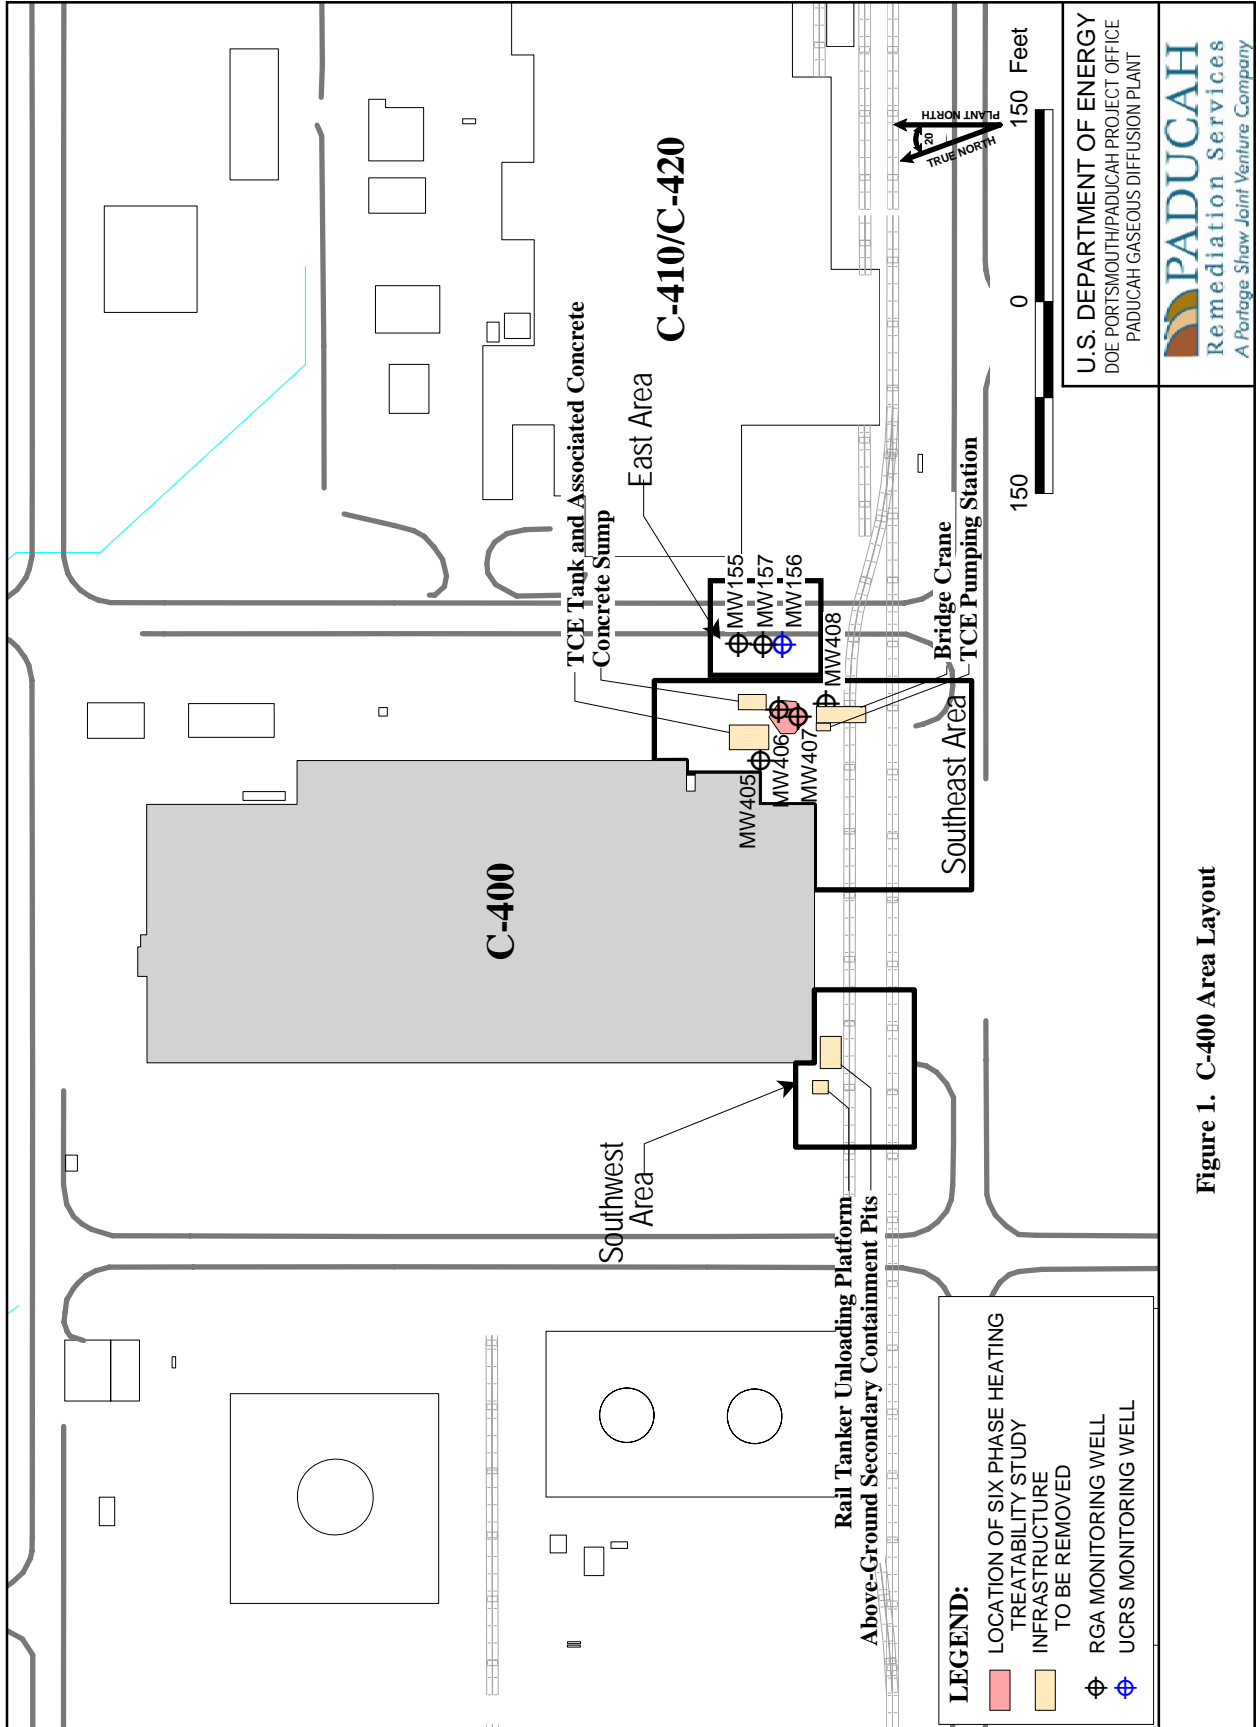 C-410/C-420
TCE Tank and Associated Concrete
Concrete Sump
East Area
MW155
MW157
MW156
MW408
MW405
MW406
MW407
Bridge Crane
TCE Pumping Station
Southeast Area
C-400
Southwest
Area
Rail Tanker Unloading Platform
Above-Ground Secondary Containment Pits
PLANT NORTH
20
TRUE NORTH
150 0 150 Feet
LEGEND:
LOCATION OF SIX PHASE HEATING
TREATABILITY STUDY
INFRASTRUCTURE
TO BE REMOVED
RGA MONITORING WELL
UCRS MONITORING WELL
U.S. DEPARTMENT OF ENERGY
DOE PORTSMOUTH/PADUCAH PROJECT OFFICE
PADUCAH GASEOUS DIFFUSION PLANT
PADUCAH
Remediation Services
A Portage Shaw Joint Venture Company
Figure 1. C-400 Area Layout